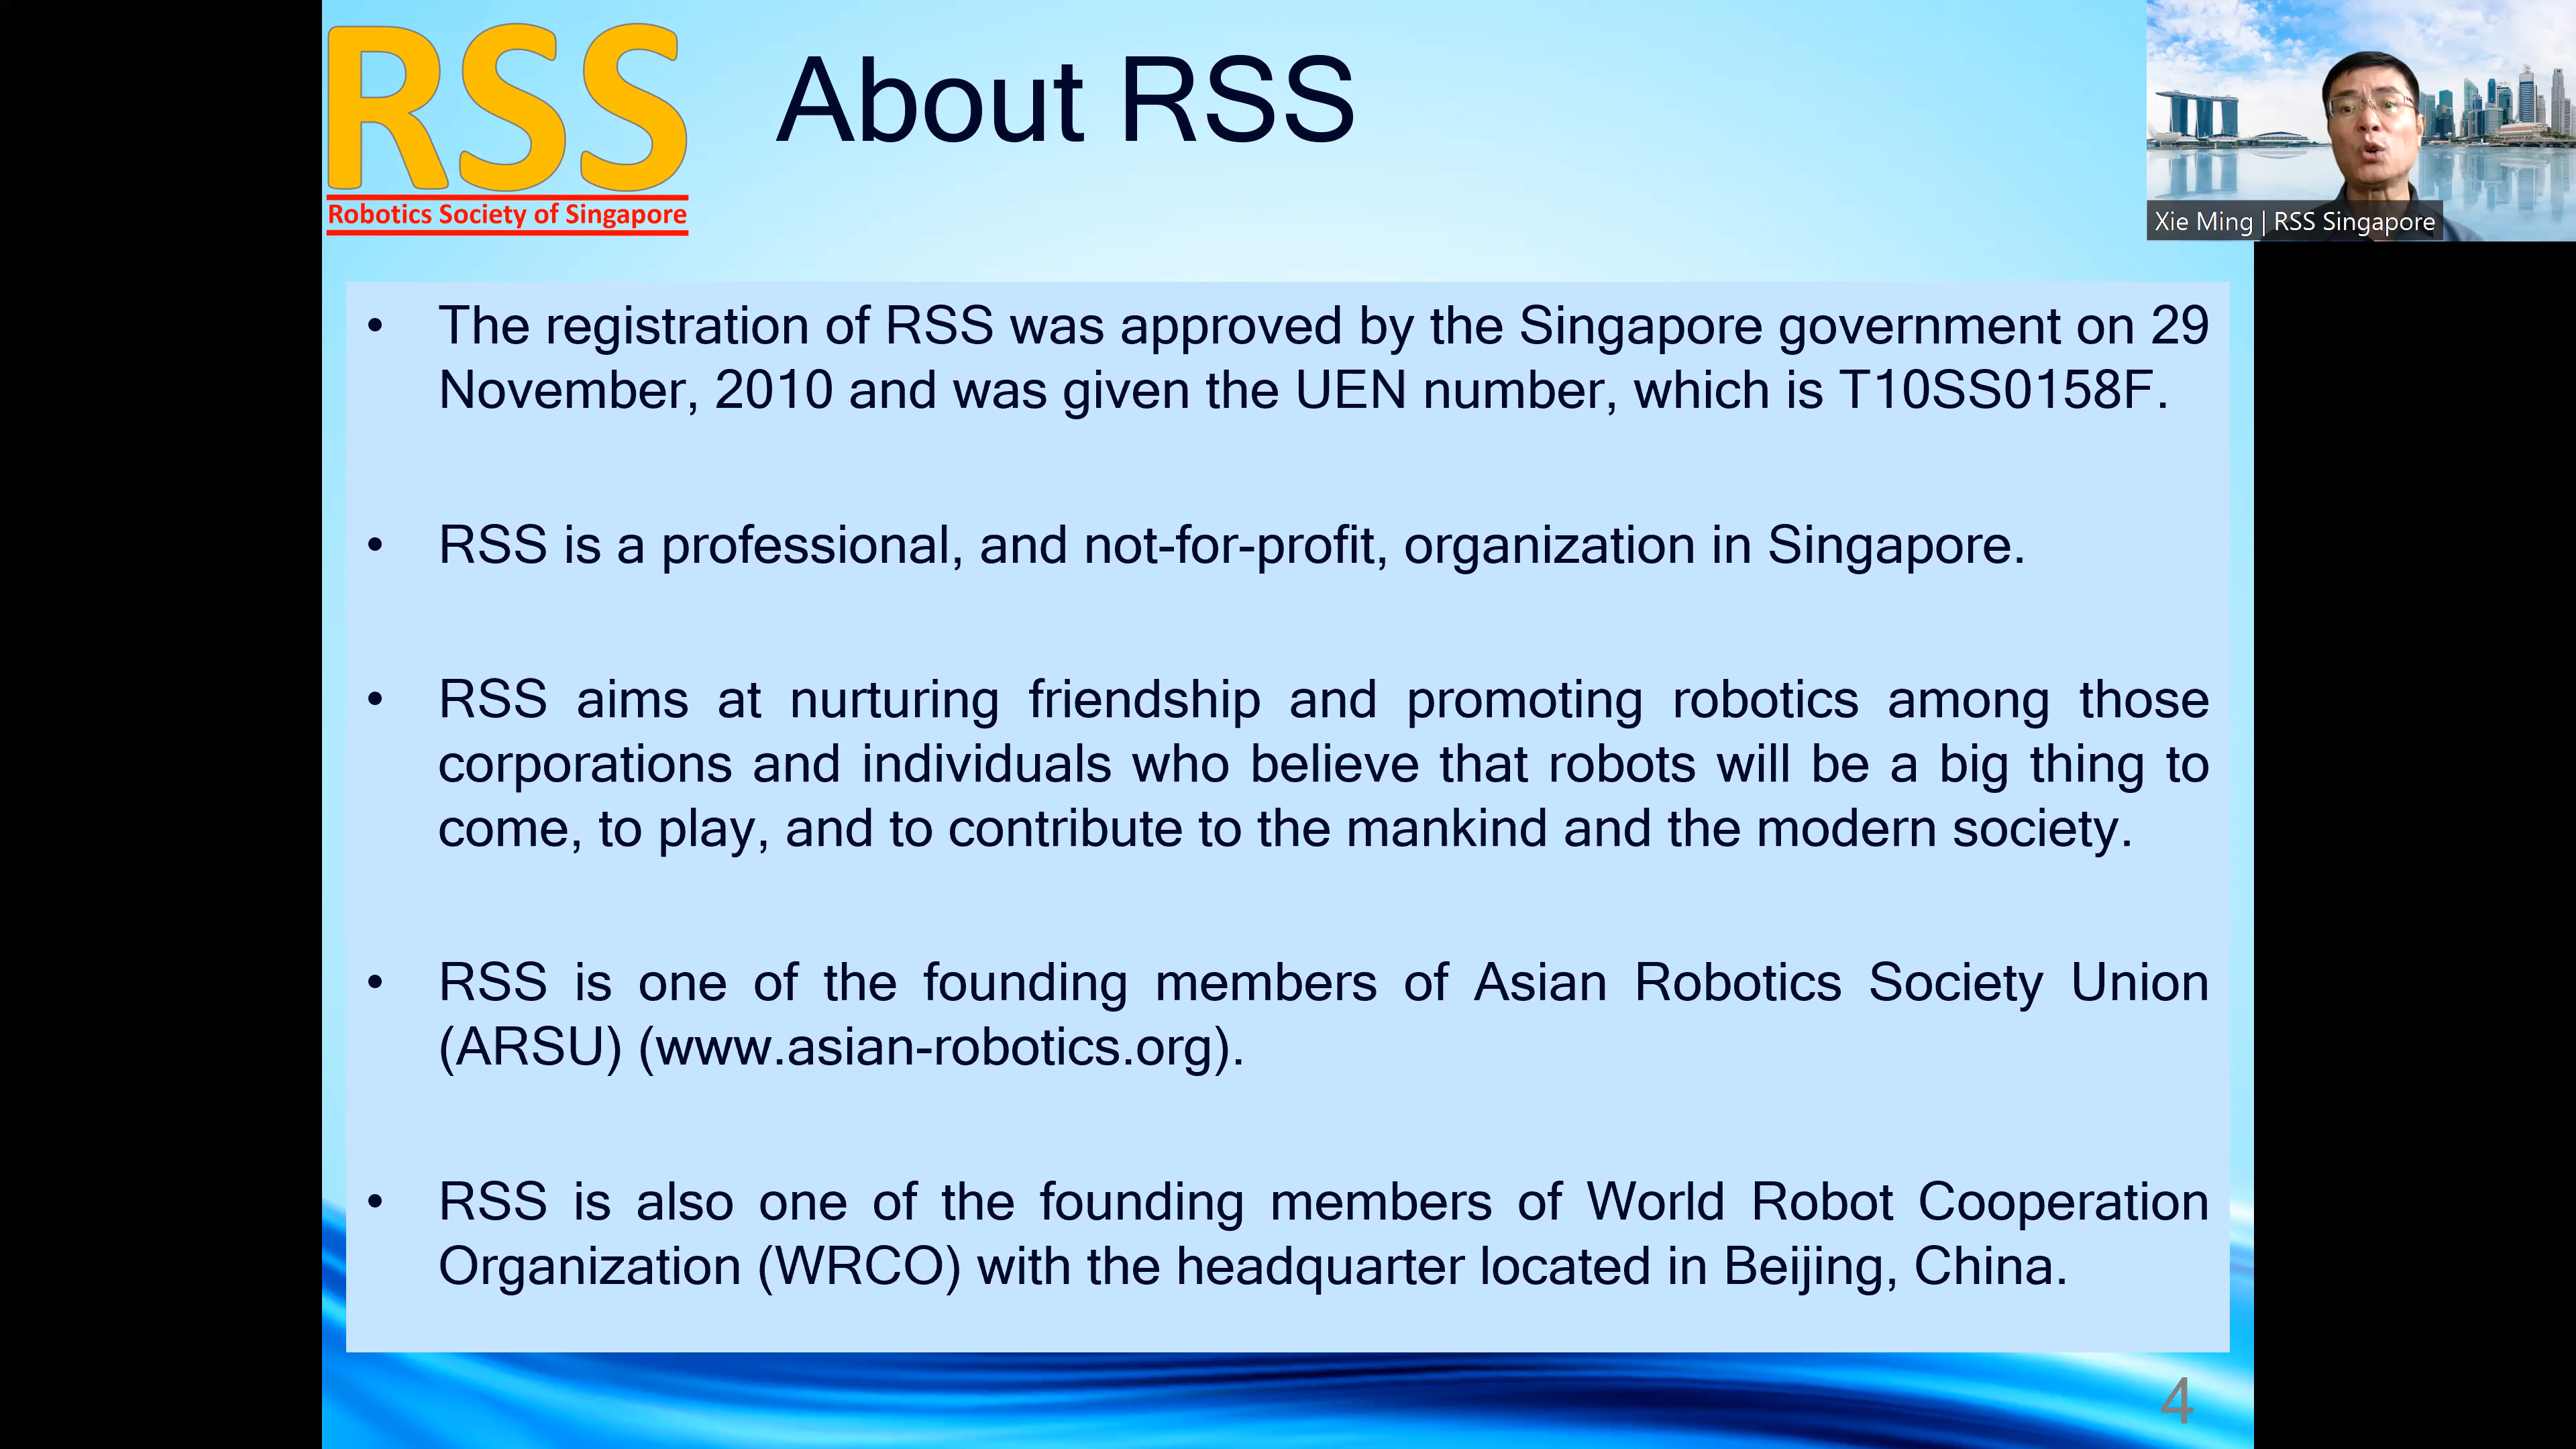 RSS
Robotics Society of Singapore
About RSS
Xie Ming | RSS Singapore
• The registration of RSS was approved by the Singapore government on 29
November, 2010 and was given the UEN number, which is T10SS0158F.
• RSS is a professional, and not-for-profit, organization in Singapore.
• RSS aims at nurturing friendship and promoting robotics among those
corporations and individuals who believe that robots will be a big thing to
come, to play, and to contribute to the mankind and the modern society.
• RSS is one of the founding members of Asian Robotics Society Union
(ARSU) (www.asian-robotics.org).
• RSS is also one of the founding members of World Robot Cooperation
Organization (WRCO) with the headquarter located in Beijing, China.
4